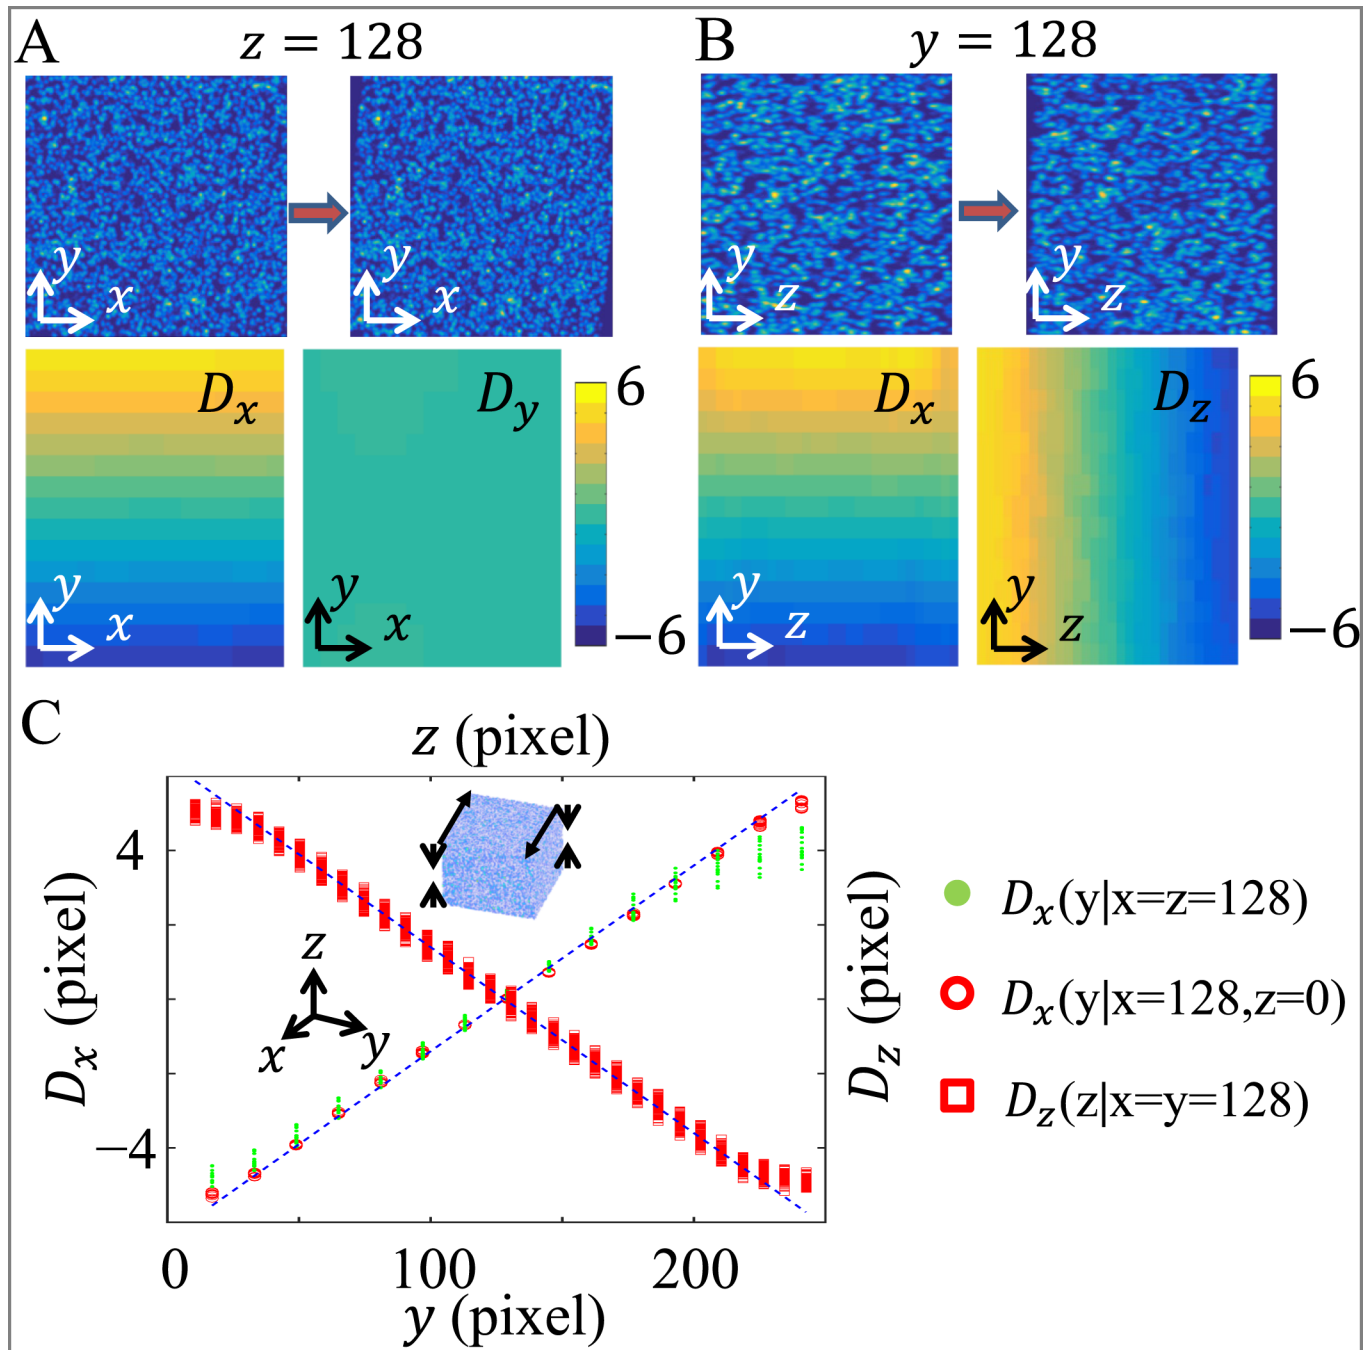 A
z = 128
B
y = 128
y
x
y
x
y
z
y
z
D_x
D_y
6
−6
y
x
y
x
D_x
D_z
6
−6
y
z
y
z
C
z (pixel)
4
−4
D_x (pixel)
D_z (pixel)
z
x
y
0
100
200
y (pixel)
D_x(y|x=z=128)
D_x(y|x=128,z=0)
D_z(z|x=y=128)